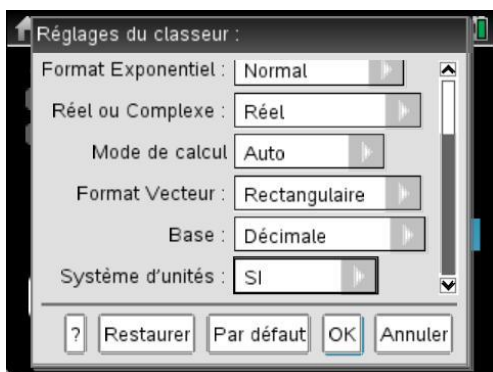 Réglages du classeur :
Format Exponentiel : Normal
Réel ou Complexe : Réel
Mode de calcul Auto
Format Vecteur : Rectangulaire
Base : Décimale
Système d'unités : SI
? Restaurer Par défaut OK Annuler